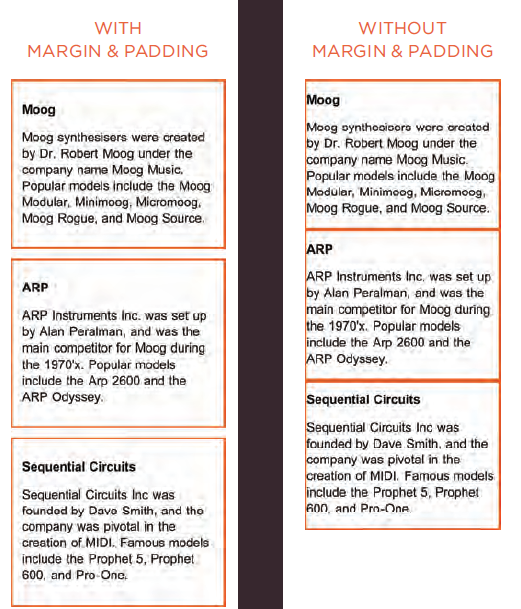 WITH
MARGIN & PADDING
Moog
Moog synthesisers were created
by Dr. Robert Moog under the
company name Moog Music.
Popular models include the Moog
Modular, Minimoog, Micromoog,
Moog Rogue, and Moog Source.
ARP
ARP Instruments Inc. was set up
by Alan Peralman, and was the
main competitor for Moog during
the 1970'x. Popular models
include the Arp 2600 and the
ARP Odyssey.
Sequential Circuits
Sequential Circuits Inc was
founded by Dave Smith, and the
company was pivotal in the
creation of MIDI. Famous models
include the Prophet 5, Prophet
600, and Pro-One.
WITHOUT
MARGIN & PADDING
Moog
Moog synthesisers were created
by Dr. Robert Moog under the
company name Moog Music.
Popular models include the Moog
Modular, Minimoog, Micromoog,
Moog Rogue, and Moog Source.
ARP
ARP Instruments Inc. was set up
by Alan Peralman, and was the
main competitor for Moog during
the 1970'x. Popular models
include the Arp 2600 and the
ARP Odyssey.
Sequential Circuits
Sequential Circuits Inc was
founded by Dave Smith, and the
company was pivotal in the
creation of MIDI. Famous models
include the Prophet 5, Prophet
600, and Pro-One.